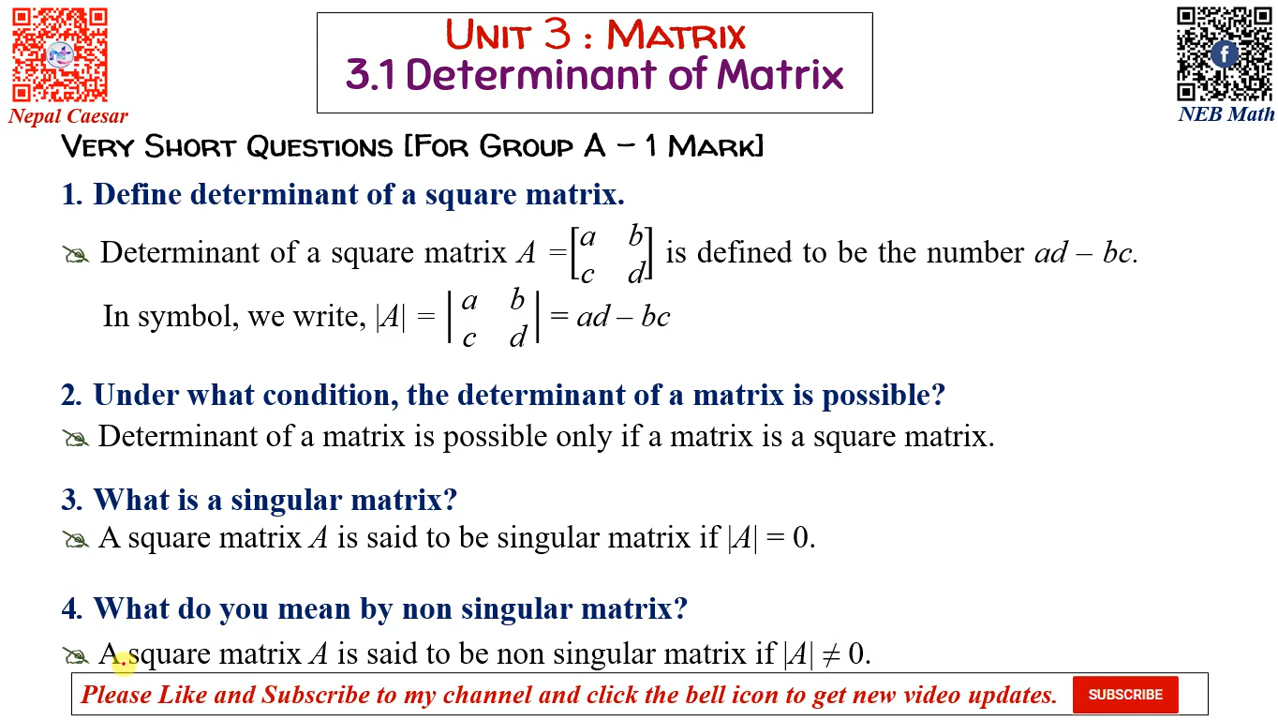 UNIT 3 : MATRIX
3.1 Determinant of Matrix
Nepal Caesar
NEB Math
VERY SHORT QUESTIONS [FOR GROUP A – 1 MARK]
1. Define determinant of a square matrix.
Determinant of a square matrix A = [a b; c d] is defined to be the number ad – bc.
In symbol, we write, |A| = |a b; c d| = ad – bc
2. Under what condition, the determinant of a matrix is possible?
Determinant of a matrix is possible only if a matrix is a square matrix.
3. What is a singular matrix?
A square matrix A is said to be singular matrix if |A| = 0.
4. What do you mean by non singular matrix?
A square matrix A is said to be non singular matrix if |A| ≠ 0.
Please Like and Subscribe to my channel and click the bell icon to get new video updates. SUBSCRIBE